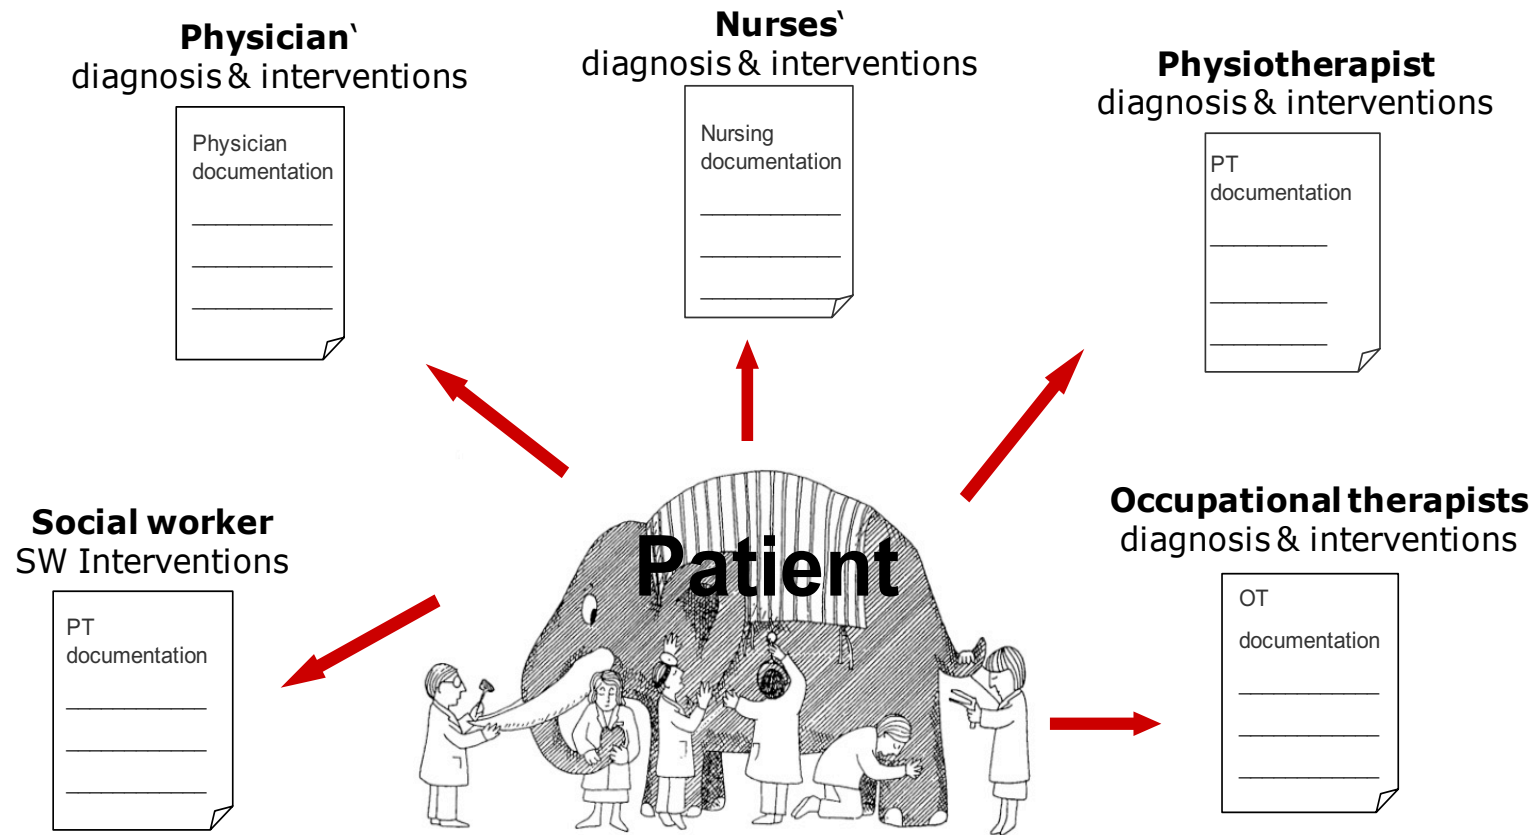 Physician‘
diagnosis & interventions
Physician
documentation
Nurses‘
diagnosis & interventions
Nursing
documentation
Physiotherapist
diagnosis & interventions
PT
documentation
Social worker
SW Interventions
PT
documentation
Patient
Occupational therapists
diagnosis & interventions
OT
documentation